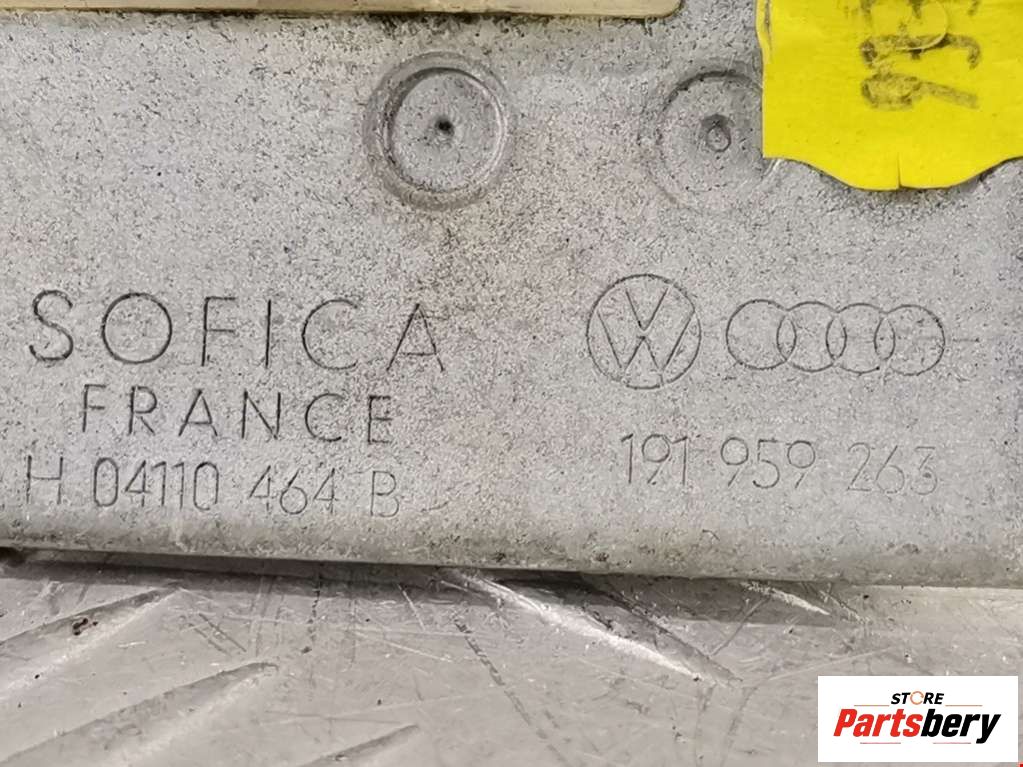 SOFICA
FRANCE
H 04110 464 B
191 959 263
STORE
Partsbery